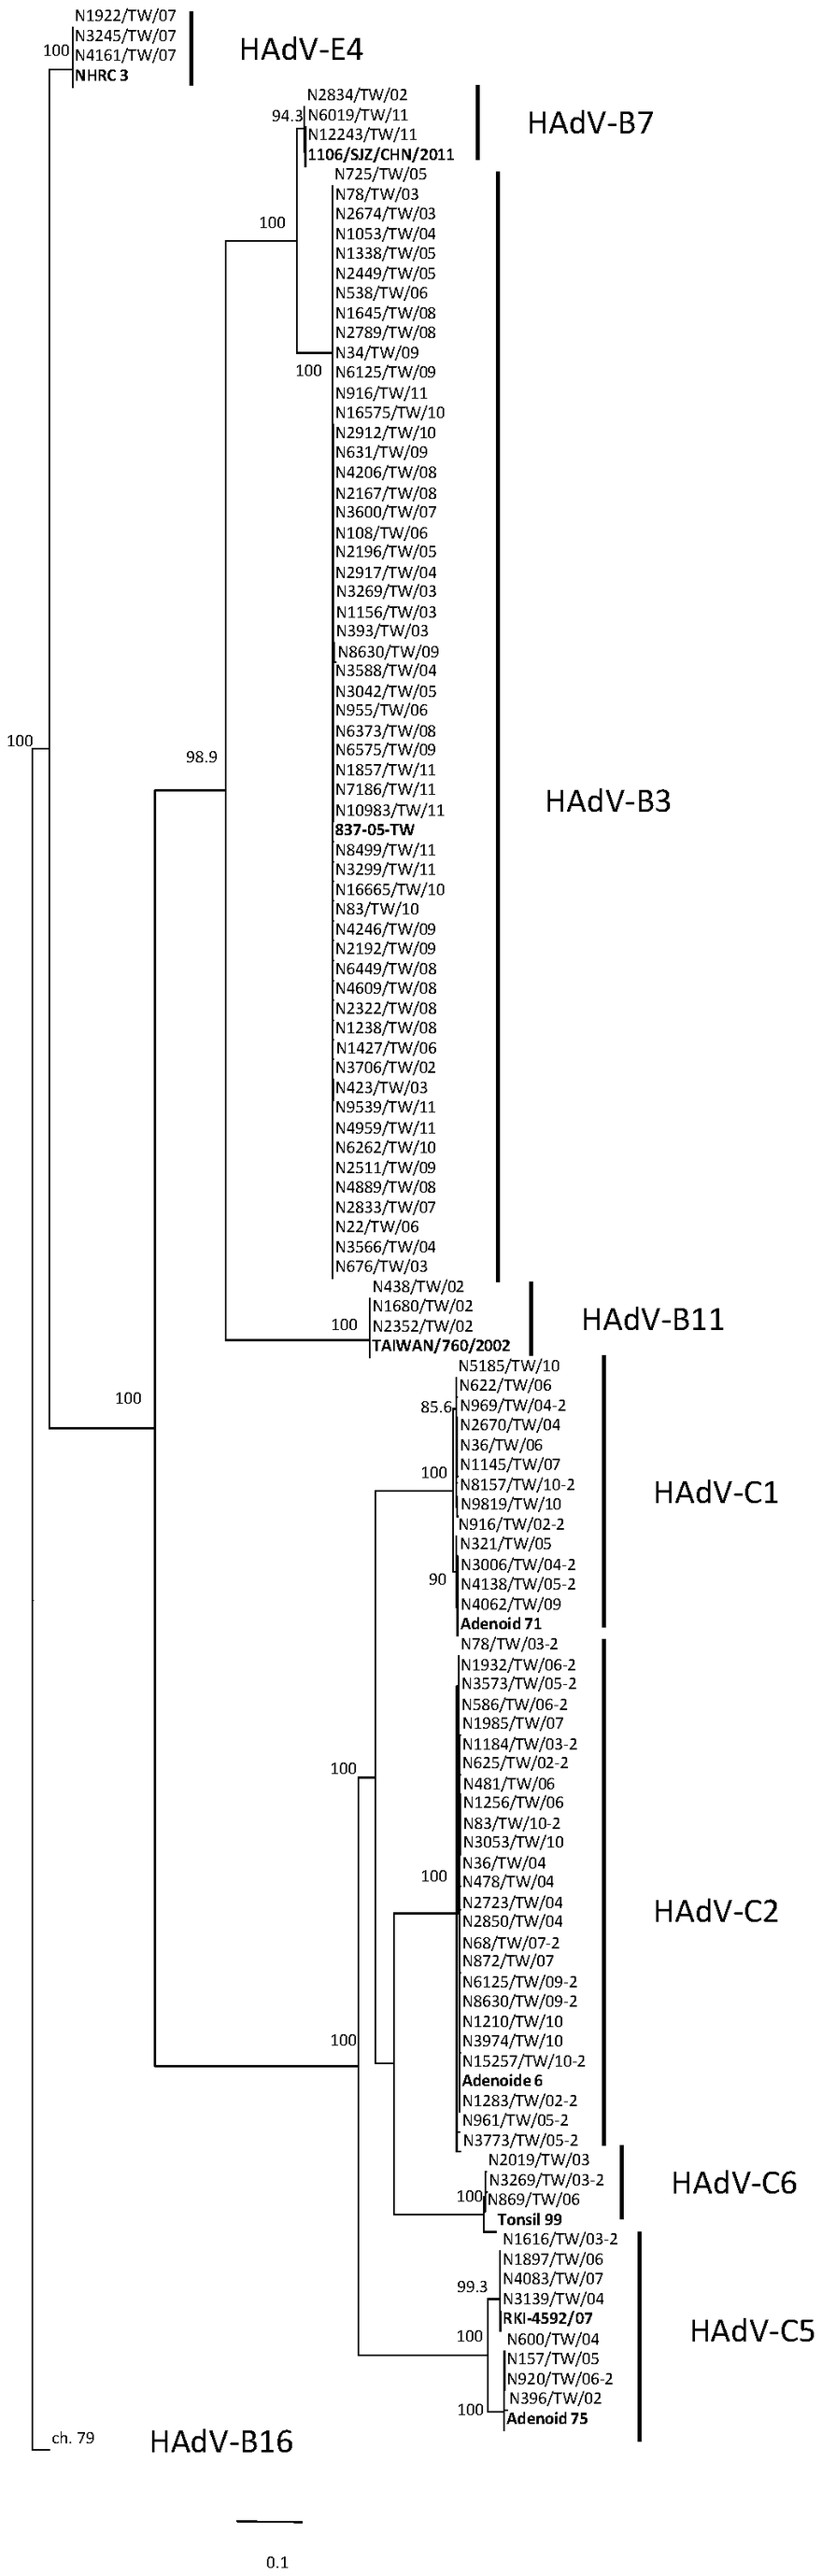 N1922/TW/07
N3245/TW/07
100
N4161/TW/07
NHRC 3
HAdV-E4
N2834/TW/02
94.3
N6019/TW/11
N12243/TW/11
1106/SJZ/CHN/2011
HAdV-B7
N725/TW/05
N78/TW/03
N2674/TW/03
100
N1053/TW/04
N1338/TW/05
N2449/TW/05
N538/TW/06
N1645/TW/08
N2789/TW/08
N34/TW/09
100
N6125/TW/09
N916/TW/11
N16575/TW/10
N2912/TW/10
N631/TW/09
N4206/TW/08
N2167/TW/08
N3600/TW/07
N108/TW/06
N2196/TW/05
N2917/TW/04
N3269/TW/03
N1156/TW/03
N393/TW/03
N8630/TW/09
N3588/TW/04
N3042/TW/05
N955/TW/06
N6373/TW/08
100
98.9
N6575/TW/09
N1857/TW/11
N7186/TW/11
N10983/TW/11
HAdV-B3
837-05-TW
N8499/TW/11
N3299/TW/11
N16665/TW/10
N83/TW/10
N4246/TW/09
N2192/TW/09
N6449/TW/08
N4609/TW/08
N2322/TW/08
N1238/TW/08
N1427/TW/06
N3706/TW/02
N423/TW/03
N9539/TW/11
N4959/TW/11
N6262/TW/10
N2511/TW/09
N4889/TW/08
N2833/TW/07
N22/TW/06
N3566/TW/04
N676/TW/03
N438/TW/02
N1680/TW/02
100
N2352/TW/02
TAIWAN/760/2002
HAdV-B11
N5185/TW/10
N622/TW/06
100
85.6
N969/TW/04-2
N2670/TW/04
N36/TW/06
N1145/TW/07
100
N8157/TW/10-2
N9819/TW/10
HAdV-C1
N916/TW/02-2
N321/TW/05
N3006/TW/04-2
90
N4138/TW/05-2
N4062/TW/09
Adenoid 71
N78/TW/03-2
N1932/TW/06-2
N3573/TW/05-2
N586/TW/06-2
N1985/TW/07
N1184/TW/03-2
N625/TW/02-2
100
N481/TW/06
N1256/TW/06
N83/TW/10-2
N3053/TW/10
N36/TW/04
100
N478/TW/04
N2723/TW/04
N2850/TW/04
HAdV-C2
N68/TW/07-2
N872/TW/07
N6125/TW/09-2
N8630/TW/09-2
N1210/TW/10
100
N3974/TW/10
N15257/TW/10-2
Adenoide 6
N1283/TW/02-2
N961/TW/05-2
N3773/TW/05-2
N2019/TW/03
N3269/TW/03-2
100
N869/TW/06
Tonsil 99
HAdV-C6
N1616/TW/03-2
N1897/TW/06
N4083/TW/07
99.3
N3139/TW/04
RKI-4592/07
100
N600/TW/04
HAdV-C5
N157/TW/05
N920/TW/06-2
N396/TW/02
100
Adenoid 75
ch. 79
HAdV-B16
0.1